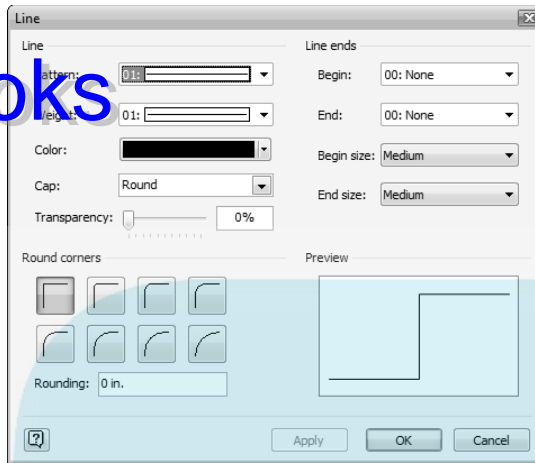 Line
Line
Line ends
Pattern: 01:
Begin: 00: None
oks
Weight: 01:
End: 00: None
Color:
Begin size: Medium
Cap: Round
End size: Medium
Transparency: 0%
Round corners
Preview
Rounding: 0 in.
Apply
OK
Cancel